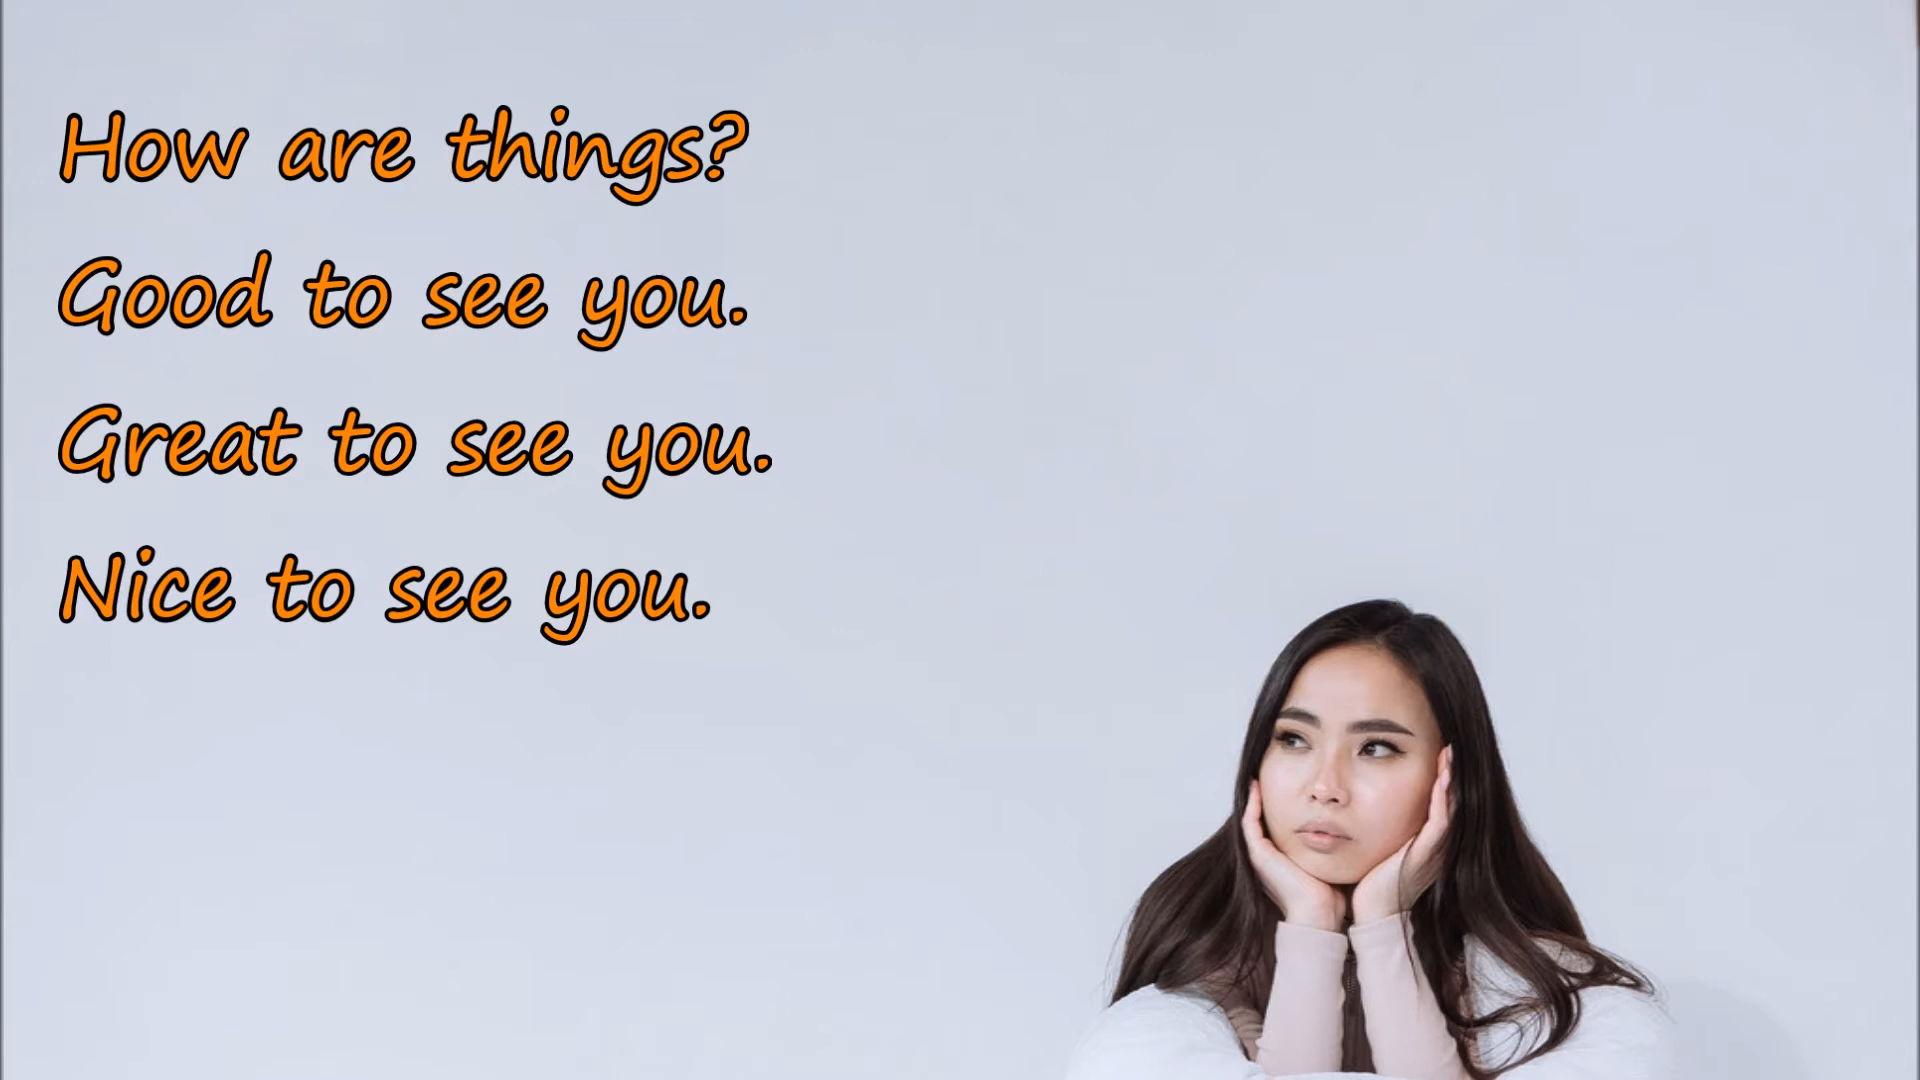 How are things?
Good to see you.
Great to see you.
Nice to see you.